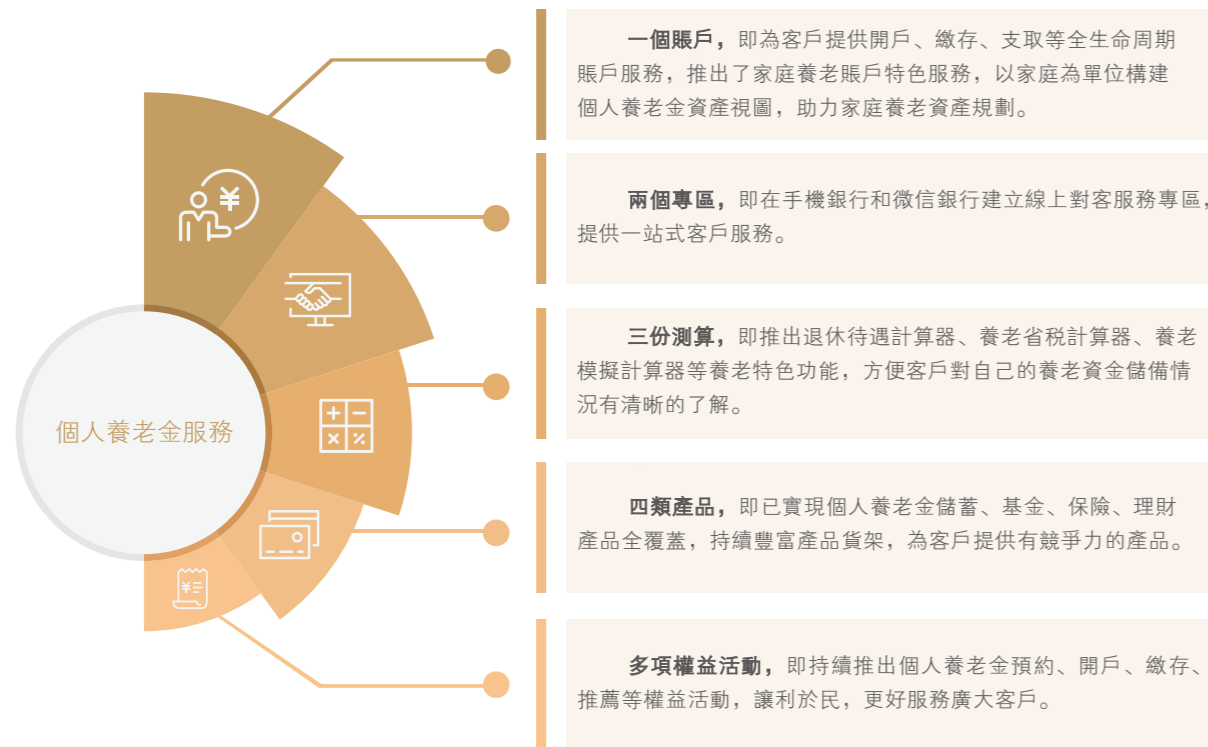 個人養老金服務
一個賬戶，即為客戶提供開戶、繳存、支取等全生命周期
賬戶服務，推出了家庭養老賬戶特色服務，以家庭為單位構建
個人養老金資產視圖，助力家庭養老資產規劃。
兩個專區，即在手機銀行和微信銀行建立線上對客服務專區，
提供一站式客戶服務。
三份測算，即推出退休待遇計算器、養老省税計算器、養老
模擬計算器等養老特色功能，方便客戶對自己的養老資金儲備情
況有清晰的了解。
四類產品，即已實現個人養老金儲蓄、基金、保險、理財
產品全覆蓋，持續豐富產品貨架，為客戶提供有競爭力的產品。
多項權益活動，即持續推出個人養老金預約、開戶、繳存、
推薦等權益活動，讓利於民，更好服務廣大客戶。